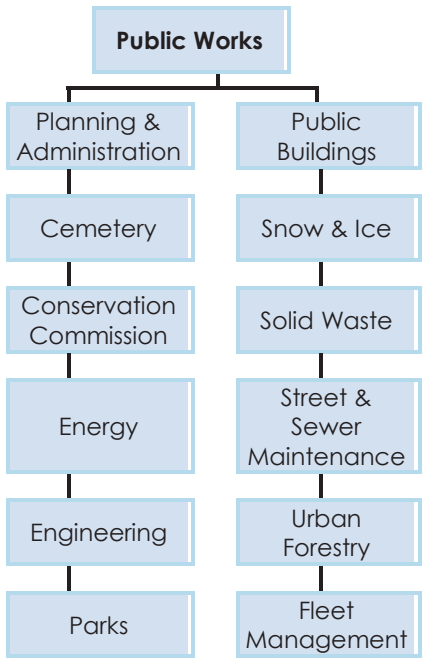 Public Works
Planning &
Administration
Cemetery
Conservation
Commission
Energy
Engineering
Parks
Public
Buildings
Snow & Ice
Solid Waste
Street &
Sewer
Maintenance
Urban
Forestry
Fleet
Management